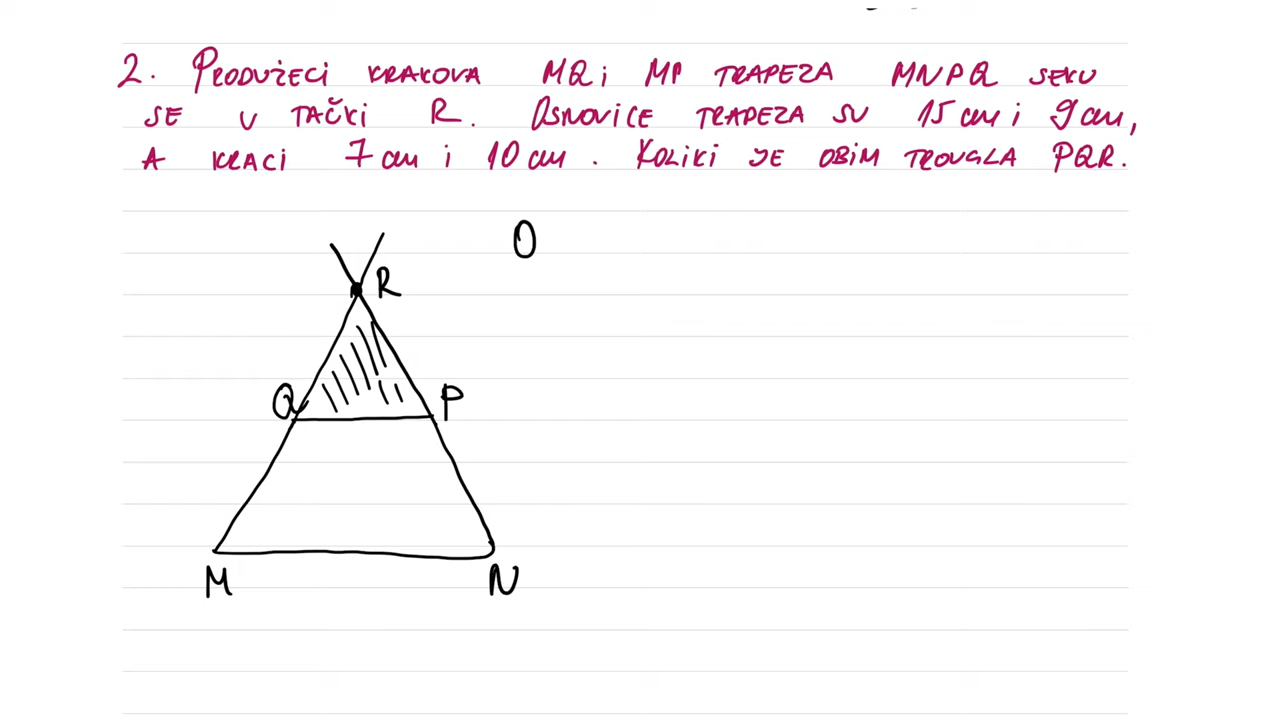 2. PRODUŽECI KRAKOVA MQ i MP TRAPEZA MNPQ SEKU
SE U TAČKI R. OSNOVICE TRAPEZA SU 15 cm i 9 cm,
A KRACI 7 cm i 10 cm. KOLIKI JE OBIM TROUGLA PQR.
O
R
Q P
M N